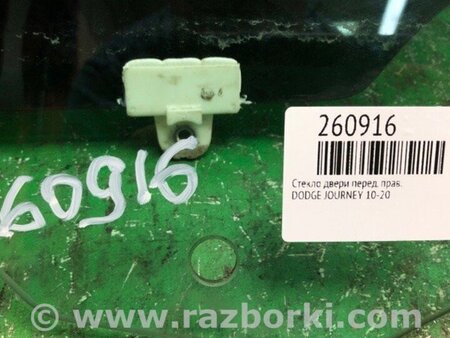 260916
Стекло двери перед. прав.
DODGE JOURNEY 10-20
60916
www.razborki.com